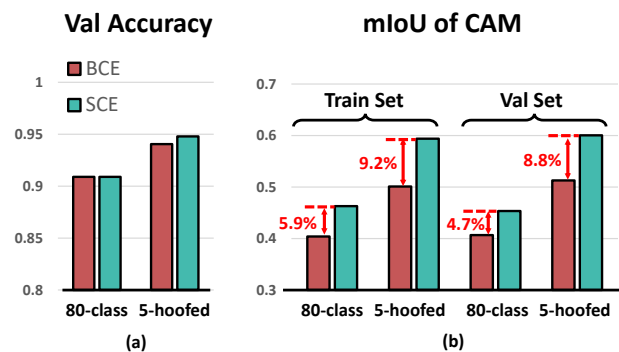 Val Accuracy
BCE
SCE
1
0.95
0.9
0.85
0.8
80-class 5-hoofed
(a)
mIoU of CAM
Train Set Val Set
0.7
0.6
0.5
0.4
0.3
5.9%
9.2%
4.7%
8.8%
80-class 5-hoofed 80-class 5-hoofed
(b)